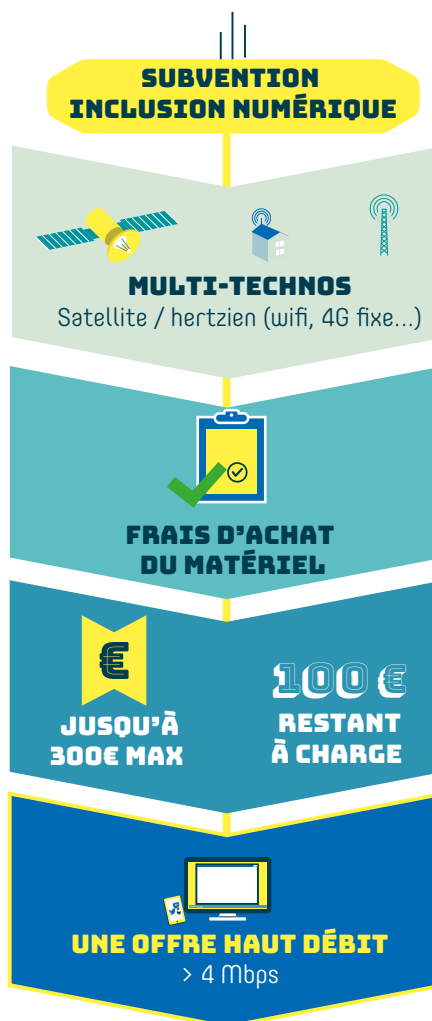 SUBVENTION
INCLUSION NUMÉRIQUE
MULTI-TECHNOS
Satellite / hertzien (wifi, 4G fixe...)
FRAIS D'ACHAT
DU MATÉRIEL
€
JUSQU'À
300€ MAX
100 €
RESTANT
À CHARGE
UNE OFFRE HAUT DÉBIT
> 4 Mbps